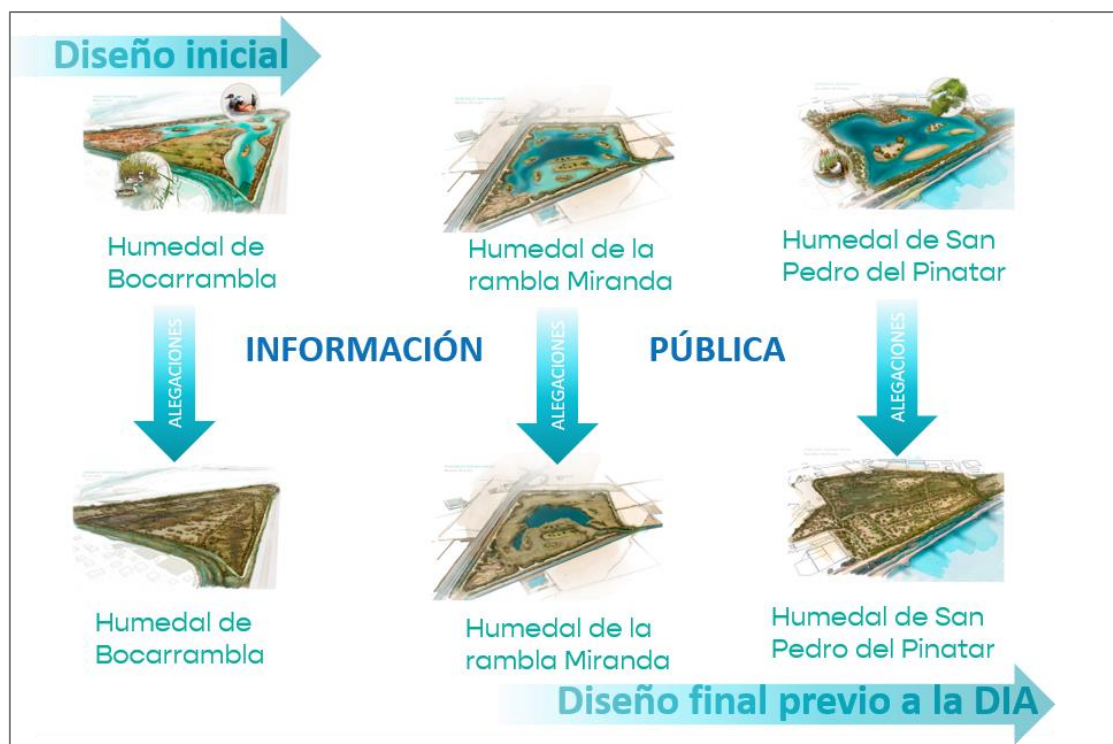 Diseño inicial
Humedal de
Bocarrambla
Humedal de la
rambla Miranda
Humedal de San
Pedro del Pinatar
ALEGACIONES
INFORMACIÓN
ALEGACIONES
PÚBLICA
ALEGACIONES
Humedal de
Bocarrambla
Humedal de la
rambla Miranda
Humedal de San
Pedro del Pinatar
Diseño final previo a la DIA